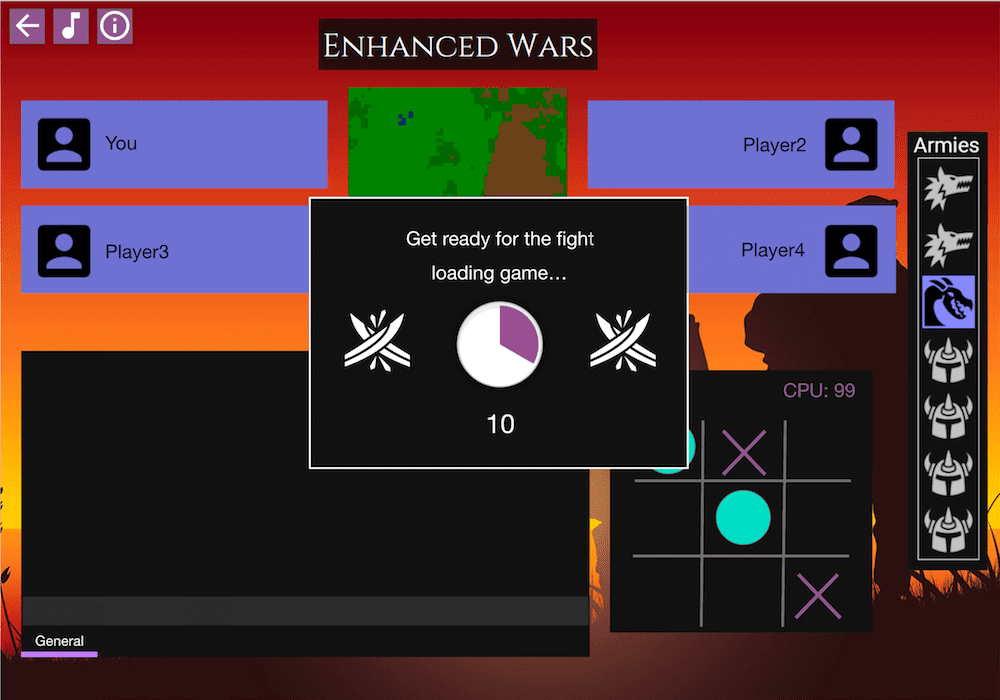 Enhanced Wars
You
Player2
Armies
Player3
Player4
Get ready for the fight
loading game...
10
CPU: 99
General